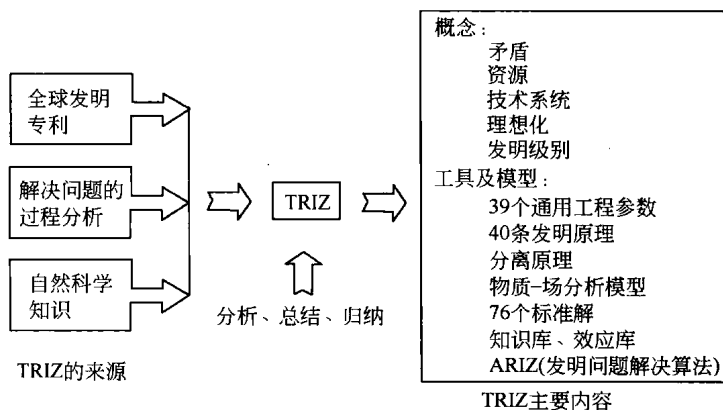 全球发明
专利
解决问题的
过程分析
自然科学
知识
TRIZ的来源
TRIZ
分析、总结、归纳
概念:
矛盾
资源
技术系统
理想化
发明级别
工具及模型:
39个通用工程参数
40条发明原理
分离原理
物质-场分析模型
76个标准解
知识库、效应库
ARIZ(发明问题解决算法)
TRIZ主要内容